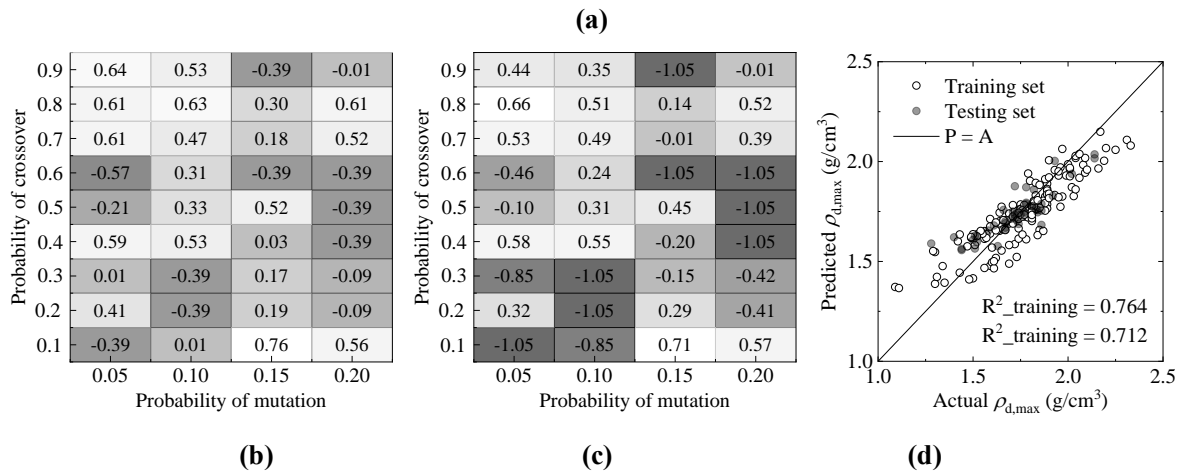 (a)
Probability of crossover
0.9 0.64 0.53 -0.39 -0.01
0.8 0.61 0.63 0.30 0.61
0.7 0.61 0.47 0.18 0.52
0.6 -0.57 0.31 -0.39 -0.39
0.5 -0.21 0.33 0.52 -0.39
0.4 0.59 0.53 0.03 -0.39
0.3 0.01 -0.39 0.17 -0.09
0.2 0.41 -0.39 0.19 -0.09
0.1 -0.39 0.01 0.76 0.56
0.05 0.10 0.15 0.20
Probability of mutation
Probability of crossover
0.9 0.44 0.35 -1.05 -0.01
0.8 0.66 0.51 0.14 0.52
0.7 0.53 0.49 -0.01 0.39
0.6 -0.46 0.24 -1.05 -1.05
0.5 -0.10 0.31 0.45 -1.05
0.4 0.58 0.55 -0.20 -1.05
0.3 -0.85 -1.05 -0.15 -0.42
0.2 0.32 -1.05 0.29 -0.41
0.1 -1.05 -0.85 0.71 0.57
0.05 0.10 0.15 0.20
Probability of mutation
Predicted ρd,max (g/cm³)
2.5
2.0
1.5
1.0
Training set
Testing set
P = A
R²_training = 0.764
R²_training = 0.712
1.0 1.5 2.0 2.5
Actual ρd,max (g/cm³)
(b) (c) (d)